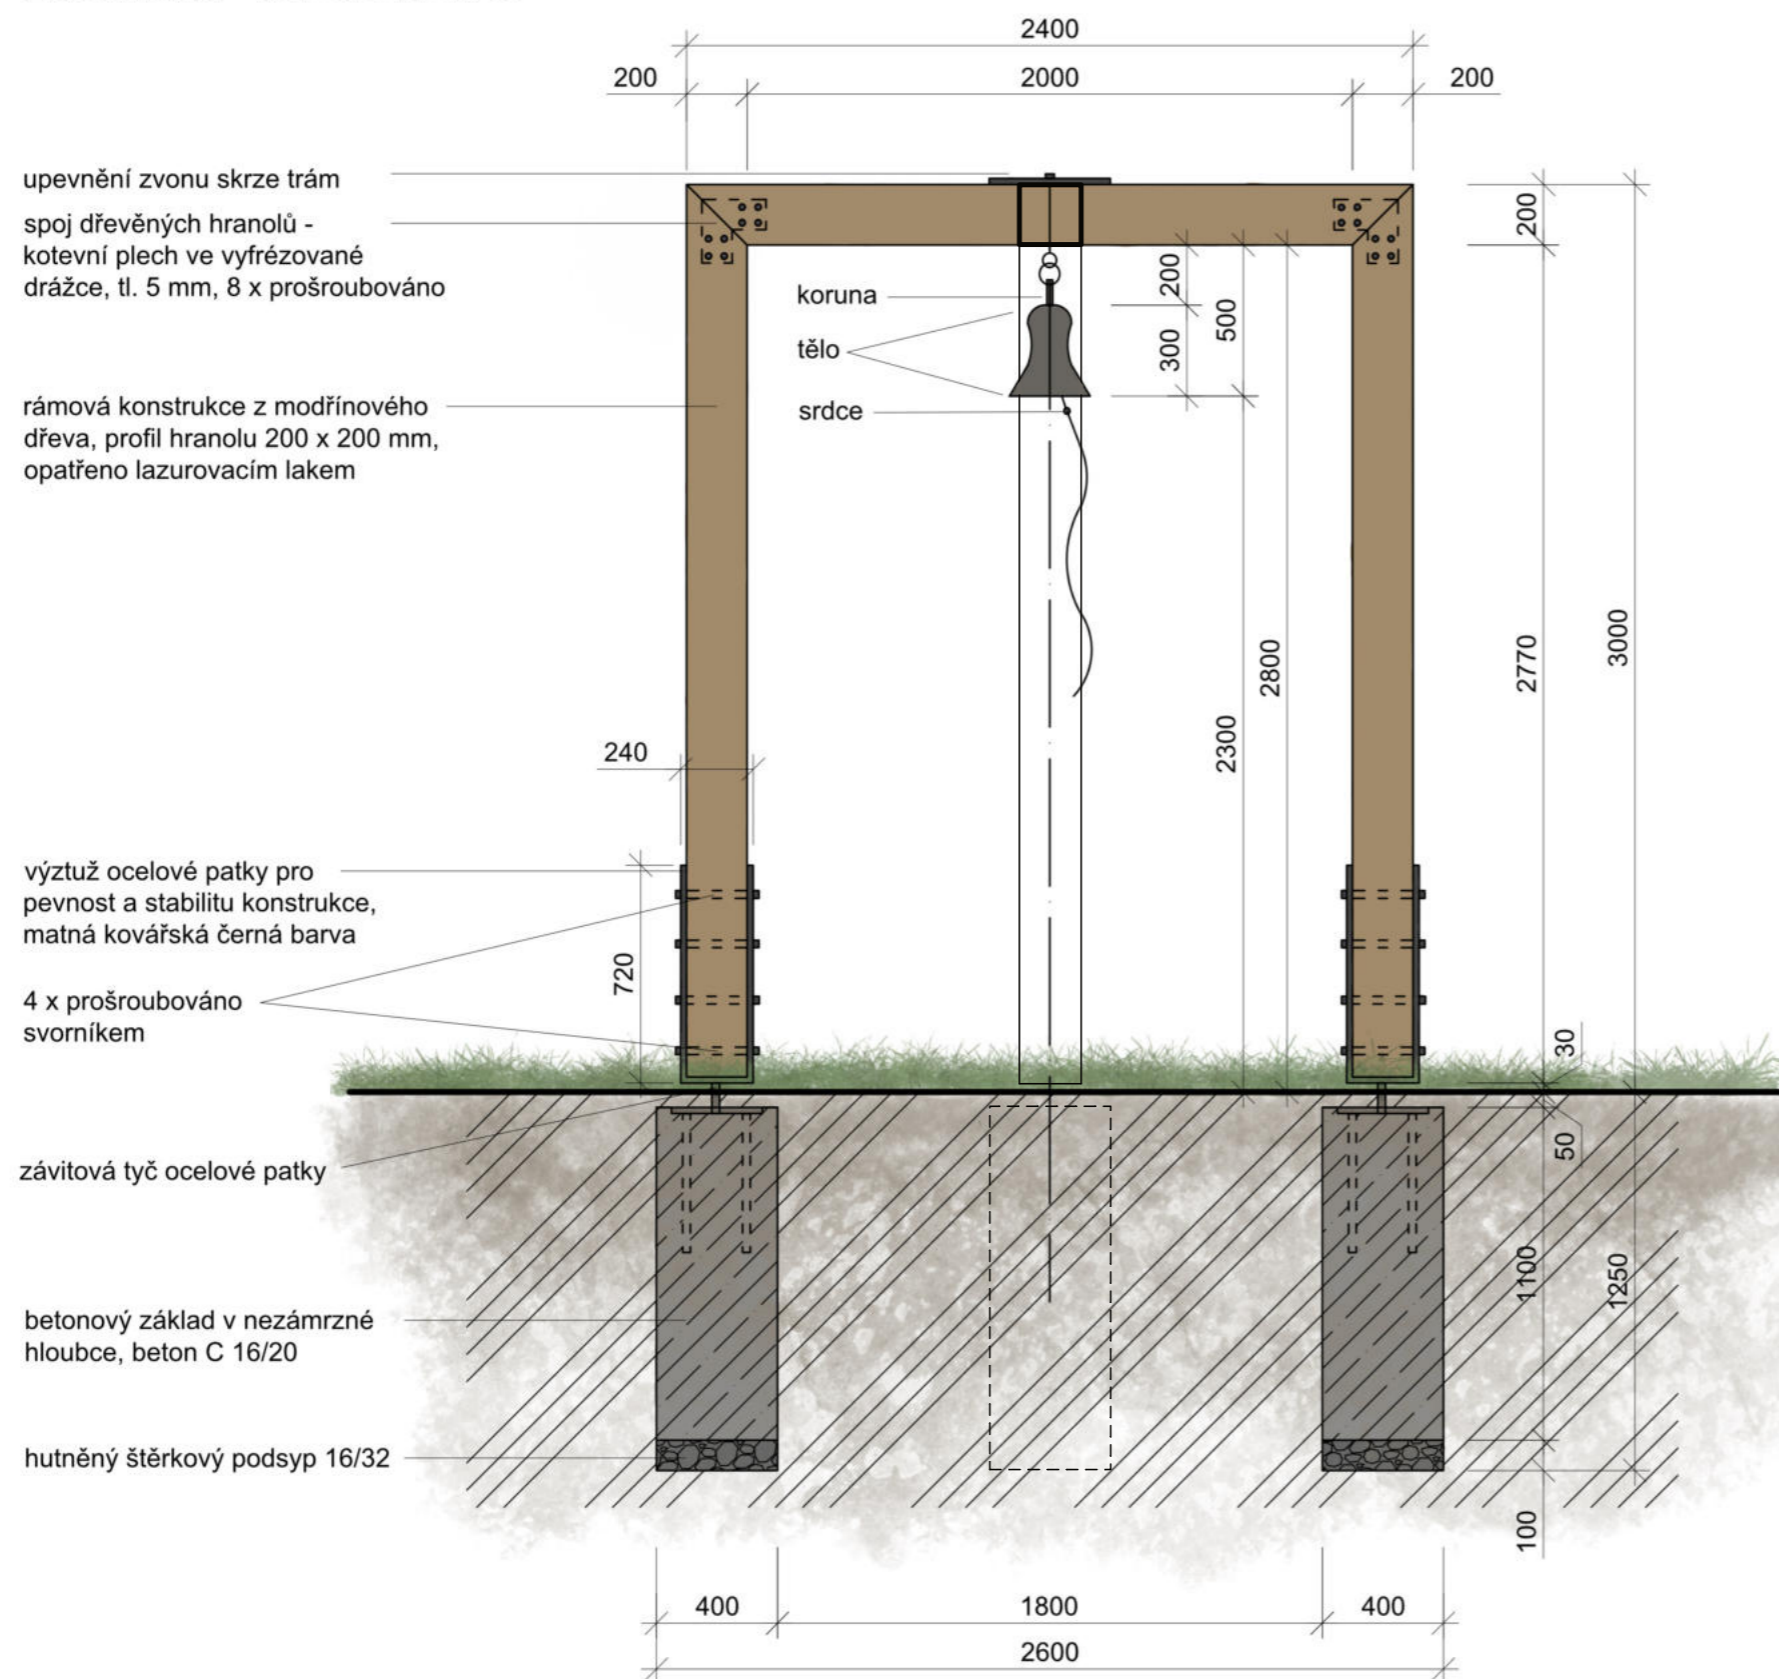 2400
200
2000
200
upevnění zvonu skrze trám
spoj dřevěných hranolů -
kotevní plech ve vyfrézované
drážce, tl. 5 mm, 8 x prošroubováno
200
koruna
200
500
tělo
300
rámová konstrukce z modřínového
dřeva, profil hranolu 200 x 200 mm,
opatřeno lazurovacím lakem
srdce
3000
2770
2800
2300
240
výztuž ocelové patky pro
pevnost a stabilitu konstrukce,
matná kovářská černá barva
720
4 x prošroubováno
svorníkem
30
50
závitová tyč ocelové patky
1100
1250
betonový základ v nezámrzné
hloubce, beton C 16/20
hutněný štěrkový podsyp 16/32
100
400
1800
400
2600